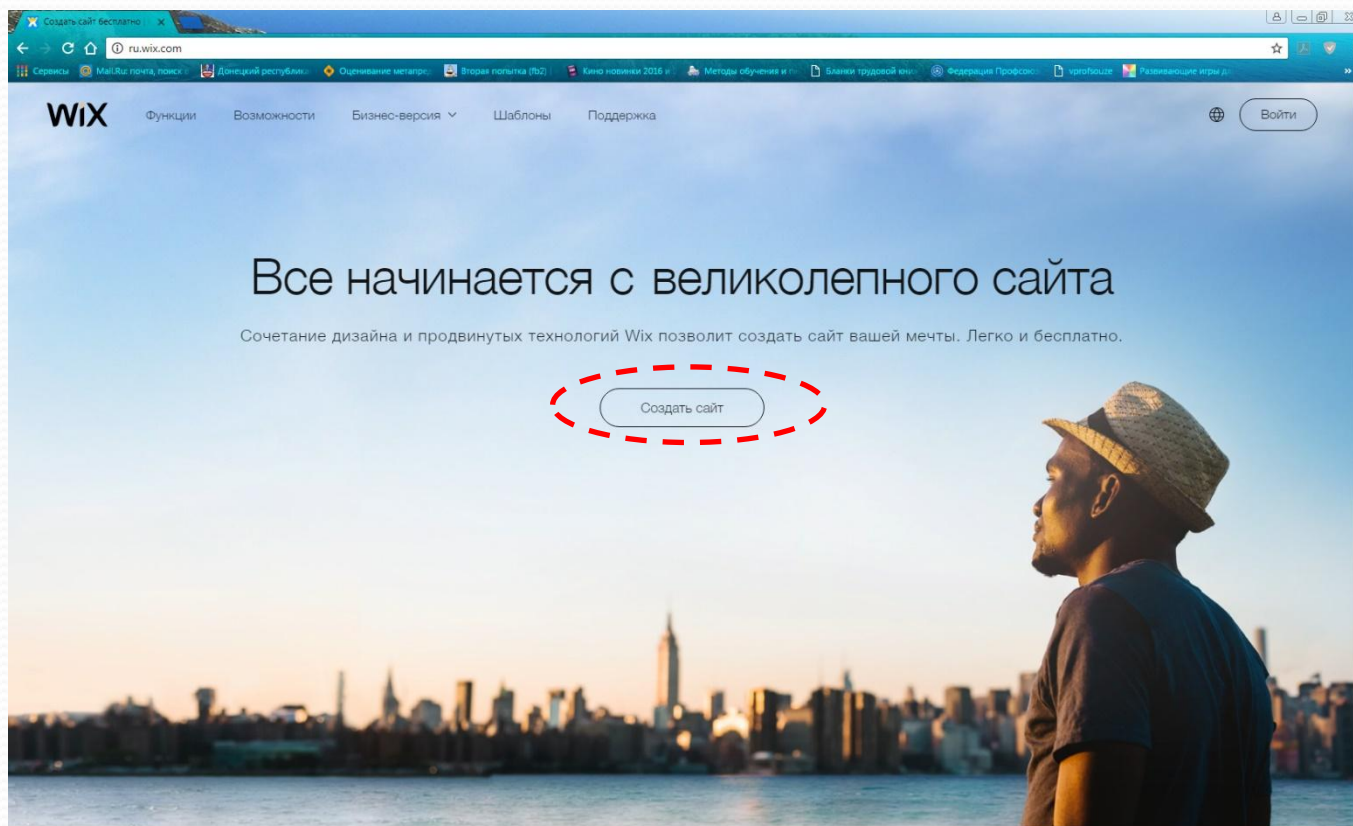 Создать сайт бесплатно
ru.wix.com
Сервисы Mail.Ru: почта, поиск Донецкий республик Оценивание метапре Вторая попытка (fb2) Кино новинки 2016 и Методы обучения и Бланки трудовой кни Федерация Профсою vprofsouze Развивающие игры д »
WiX Функции Возможности Бизнес-версия Шаблоны Поддержка Войти
Все начинается с великолепного сайта
Сочетание дизайна и продвинутых технологий Wix позволит создать сайт вашей мечты. Легко и бесплатно.
Создать сайт